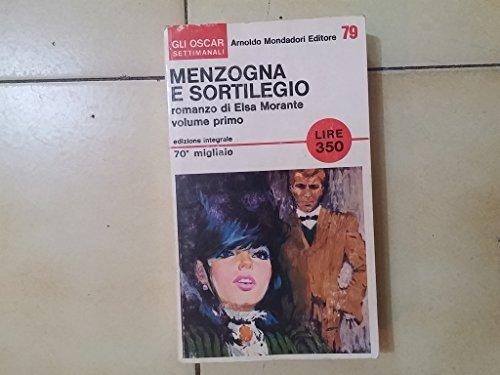 GLI OSCAR
SETTIMANALI
Arnoldo Mondadori Editore 79
MENZOGNA
E SORTILEGIO
romanzo di Elsa Morante
volume primo
edizione integrale
70° migliaio
LIRE
350